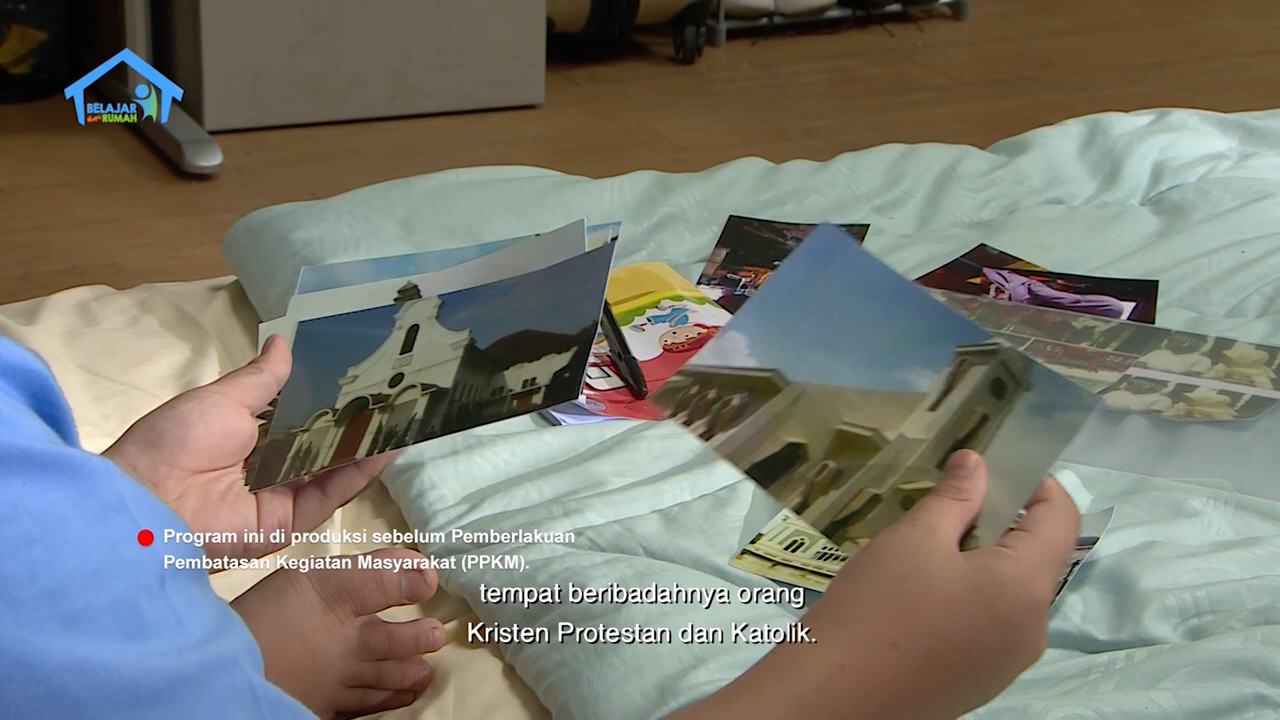 BELAJAR
dari RUMAH
Program ini di produksi sebelum Pemberlakuan
Pembatasan Kegiatan Masyarakat (PPKM).
tempat beribadahnya orang
Kristen Protestan dan Katolik.